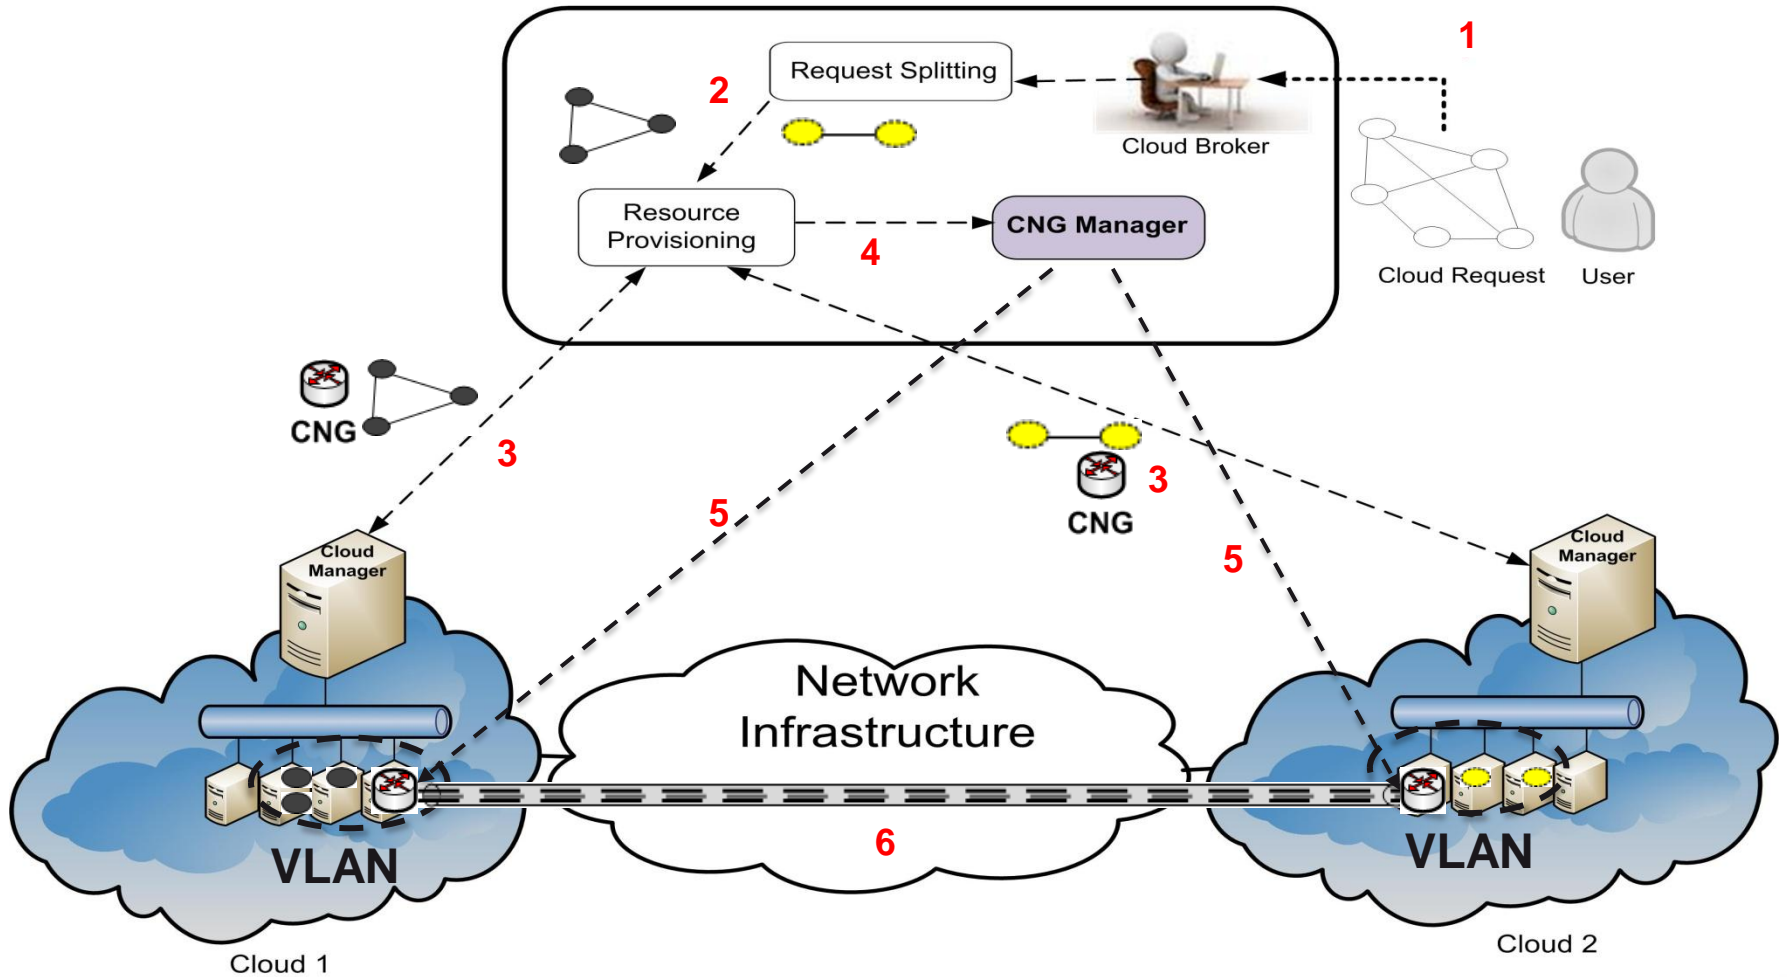 1
Request Splitting
2
Cloud Broker
Resource
Provisioning
CNG Manager
4
Cloud Request
User
CNG
3
3
CNG
5
5
Cloud
Manager
Cloud
Manager
Network
Infrastructure
6
VLAN
VLAN
Cloud 1
Cloud 2